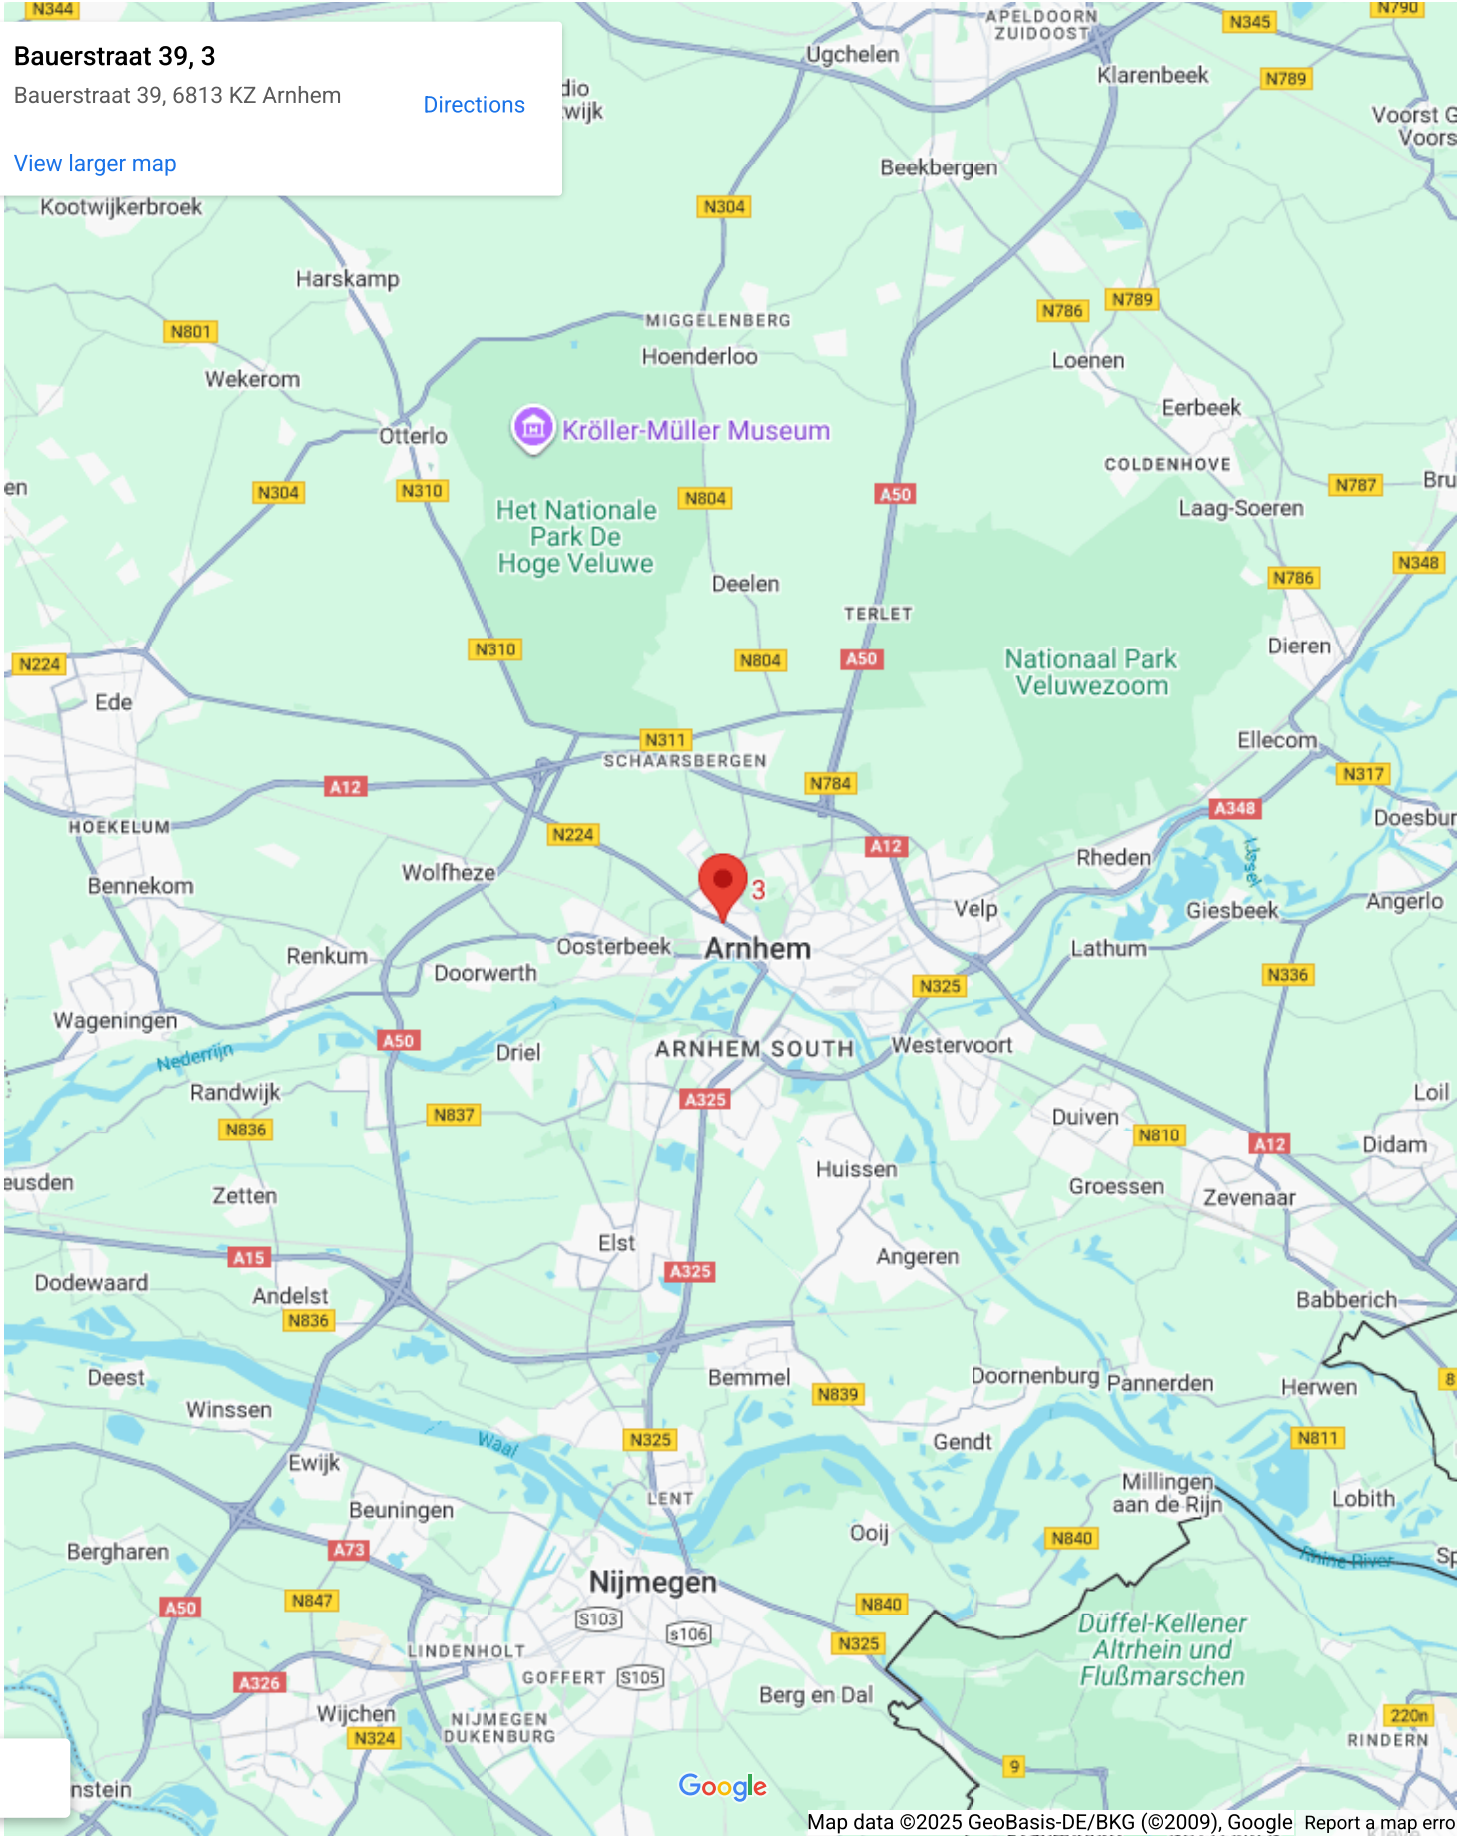 N344
N790
APELDOORN
ZUIDOOST
N345
Bauerstraat 39, 3
Ugchelen
Klarenbeek
N789
Bauerstraat 39, 6813 KZ Arnhem
Directions
Voorst
View larger map
Beekbergen
Kootwijkerbroek
N304
Harskamp
N786
N789
MIGGELENBERG
N801
Hoenderloo
Loenen
Wekerom
Eerbeek
Otterlo
Kröller-Müller Museum
COLDENHOVE
N304
N310
N804
A50
N787
Het Nationale
Park De
Hoge Veluwe
Laag-Soeren
N348
Deelen
N786
TERLET
N310
N804
A50
Nationaal Park
Veluwezoom
Dieren
N224
Ede
N311
Ellecom
SCHAARSBERGEN
N317
A12
N784
A348
HOEKELUM
N224
A12
IJssel
Wolfheze
Rheden
Bennekom
3
Velp
Giesbeek
Angerlo
Oosterbeek
Arnhem
Lathum
Renkum
Doorwerth
N325
N336
Wageningen
A50
Nederrijn
Driel
ARNHEM SOUTH
Westervoort
Randwijk
A325
Loil
N836
N837
Duiven
N810
A12
Didam
Huissen
Groessen
Zevenaar
Zetten
Elst
A15
Angeren
A325
Dodewaard
Andelst
N836
Babberich
Deest
Bemmel
Doornenburg
Pannerden
Herwen
N839
Winssen
Waal
N325
Gendt
N811
Ewijk
Millingen
aan de Rijn
LENT
Lobith
Beuningen
Ooij
N840
Bergharen
A73
Rhine River
Nijmegen
N847
A50
S103
s106
N840
Düffel-Kellener
Altrhein und
Flußmarschen
N325
LINDENHOLT
GOFFERT
S105
A326
Berg en Dal
Wijchen
N324
NIJMEGEN
DUKENBURG
220n
RINDERN
9
Google
Map data ©2025 GeoBasis-DE/BKG (©2009), Google
Report a map erro